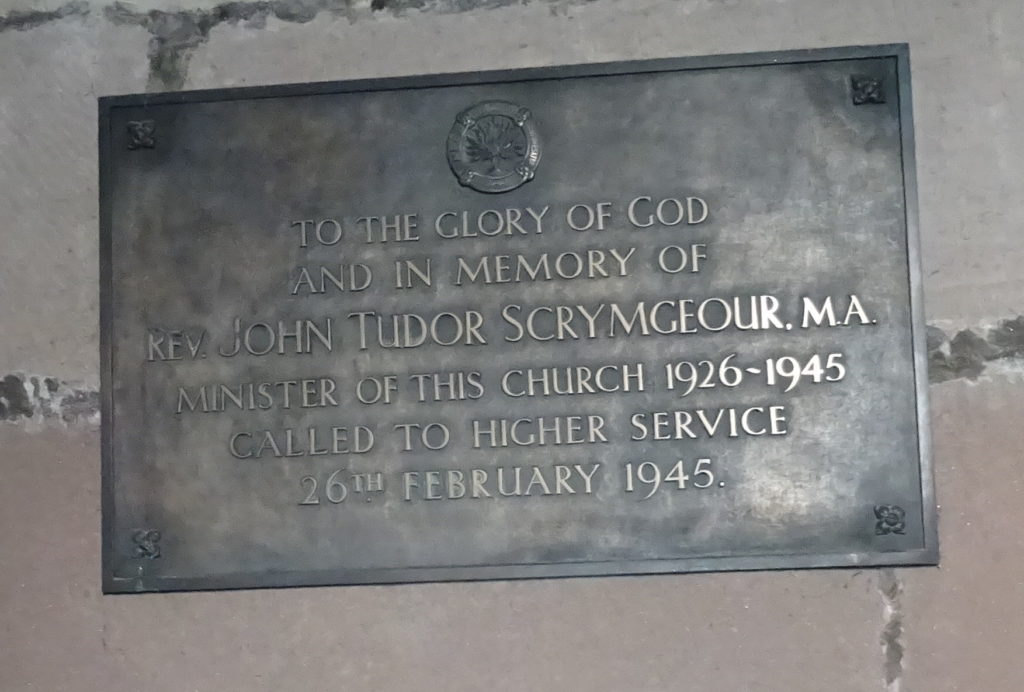 TO THE GLORY OF GOD
AND IN MEMORY OF
REV. JOHN TUDOR SCRYMGEOUR. M.A.
MINISTER OF THIS CHURCH 1926~1945
CALLED TO HIGHER SERVICE
26TH FEBRUARY 1945.